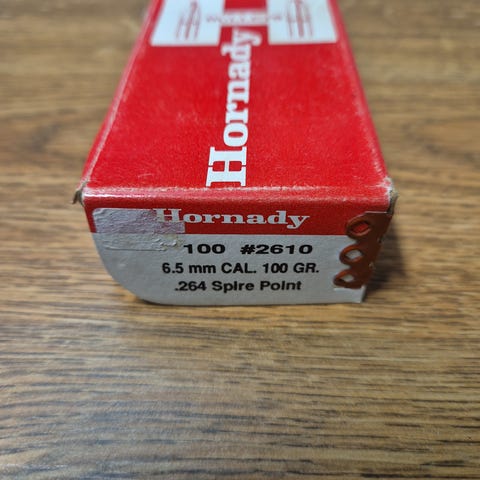 Hornady
Hornady
100 #2610
6.5 mm CAL. 100 GR.
.264 Spire Point